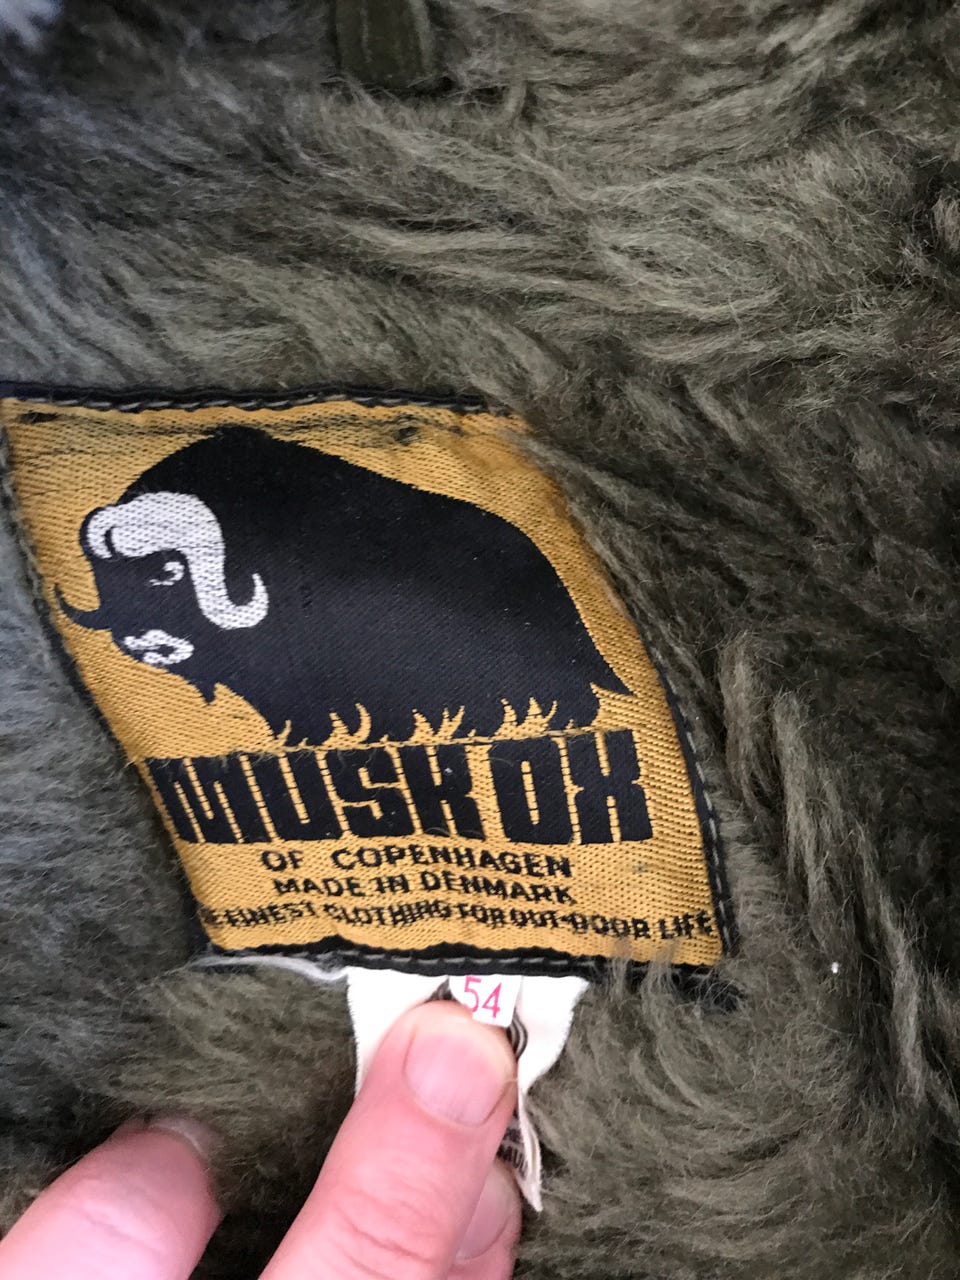 MUSK OX
OF COPENHAGEN
MADE IN DENMARK
FINEST CLOTHING FOR OUT-DOOR LIFE
54